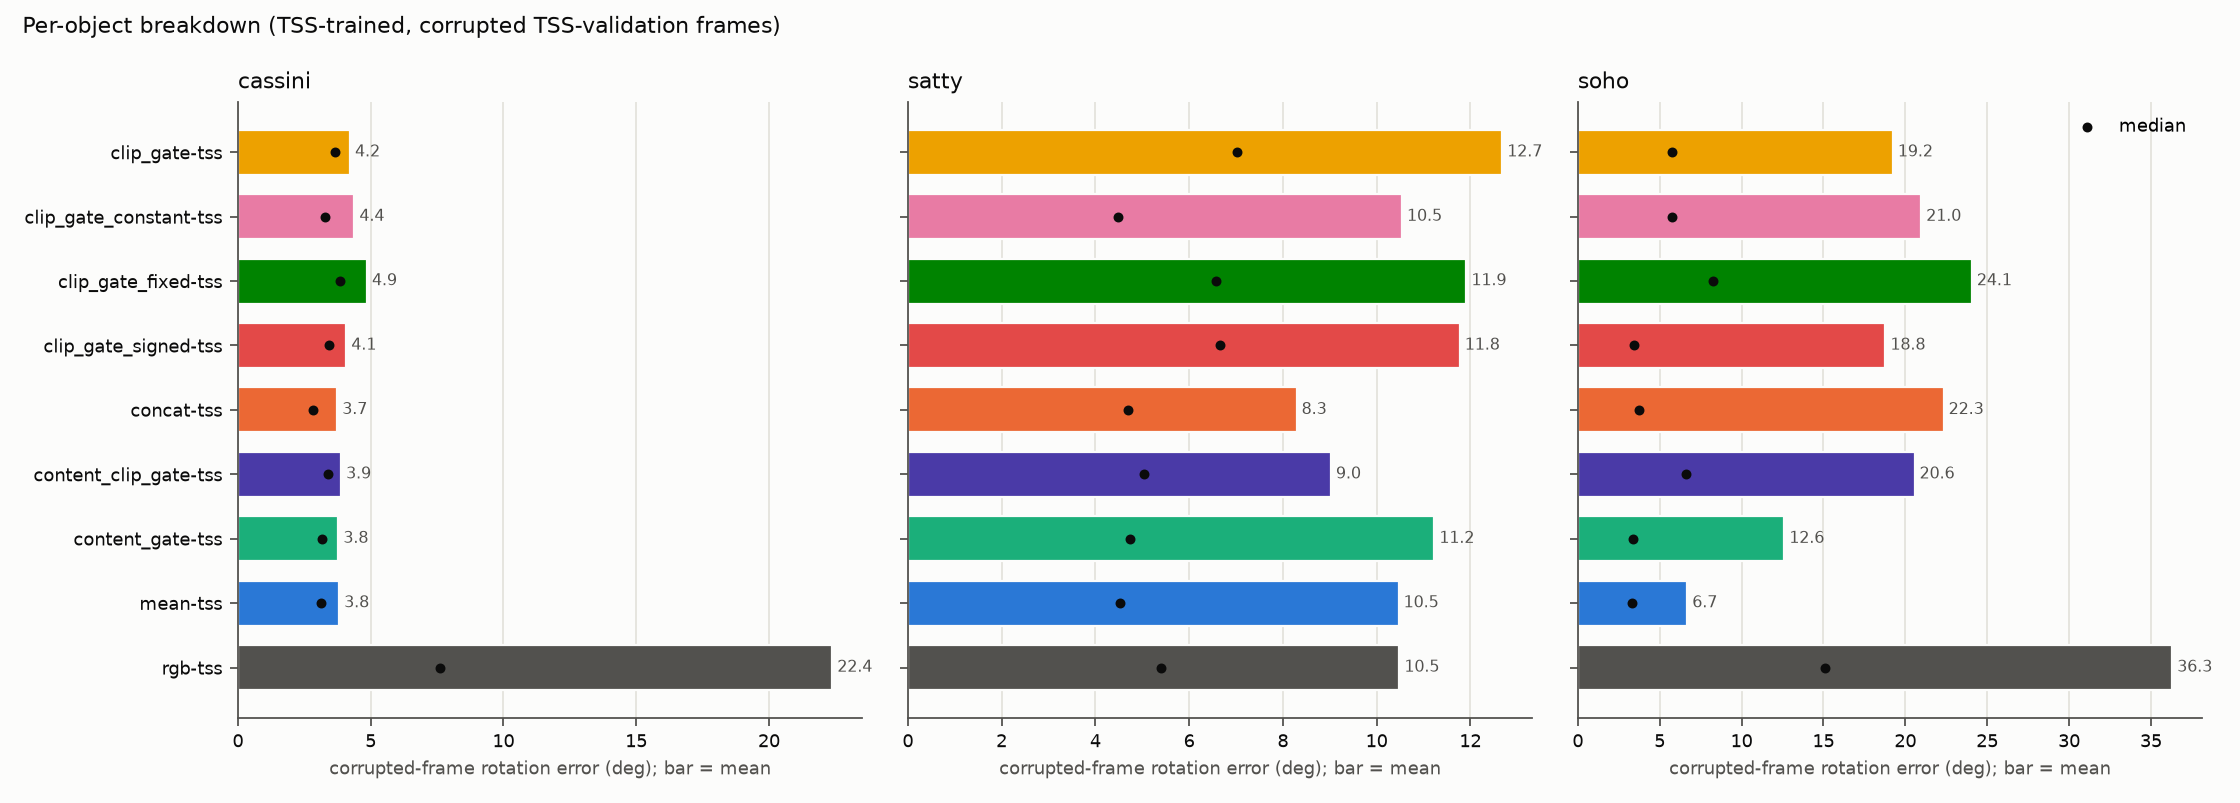 Per-object breakdown (TSS-trained, corrupted TSS-validation frames)
cassini
clip_gate-tss 4.2
clip_gate_constant-tss 4.4
clip_gate_fixed-tss 4.9
clip_gate_signed-tss 4.1
concat-tss 3.7
content_clip_gate-tss 3.9
content_gate-tss 3.8
mean-tss 3.8
rgb-tss 22.4
0 5 10 15 20
corrupted-frame rotation error (deg); bar = mean
satty
12.7
10.5
11.9
11.8
8.3
9.0
11.2
10.5
10.5
0 2 4 6 8 10 12
corrupted-frame rotation error (deg); bar = mean
soho
median
19.2
21.0
24.1
18.8
22.3
20.6
12.6
6.7
36.3
0 5 10 15 20 25 30 35
corrupted-frame rotation error (deg); bar = mean